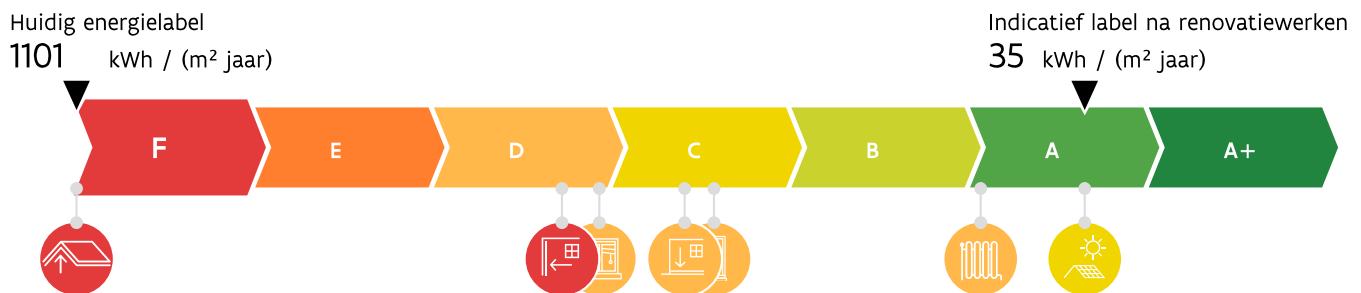 Huidig energielabel
1101 kWh / (m² jaar)
Indicatief label na renovatiewerken
35 kWh / (m² jaar)
F E D C B A A+